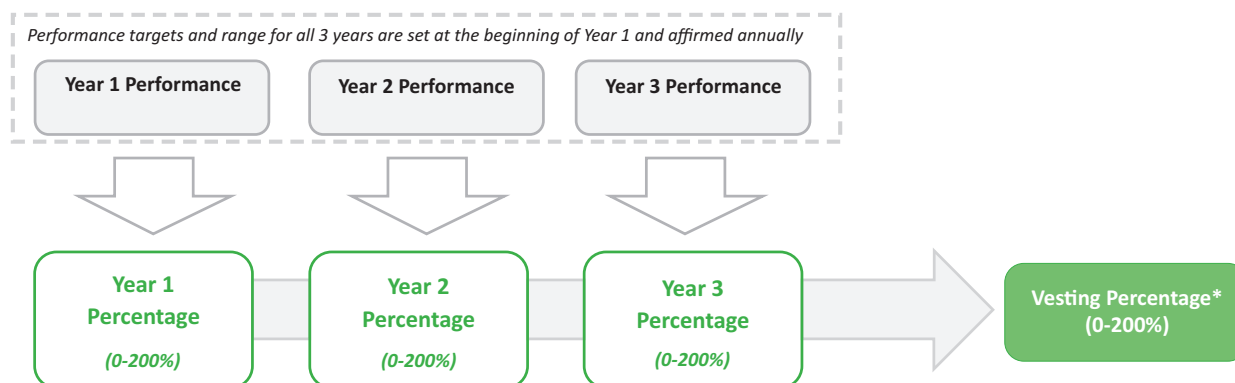 Performance targets and range for all 3 years are set at the beginning of Year 1 and affirmed annually
Year 1 Performance
Year 2 Performance
Year 3 Performance
Year 1
Percentage
(0-200%)
Year 2
Percentage
(0-200%)
Year 3
Percentage
(0-200%)
Vesting Percentage*
(0-200%)